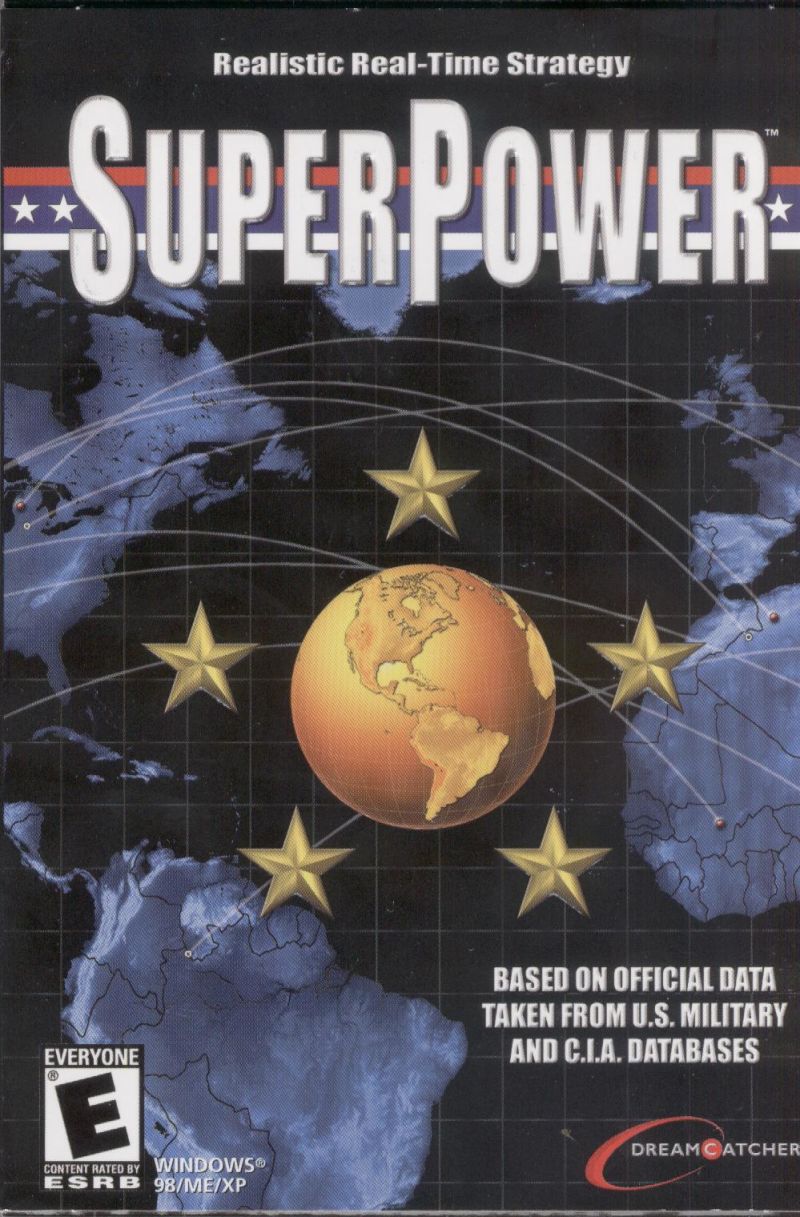 Realistic Real-Time Strategy
SUPERPOWER™
BASED ON OFFICIAL DATA
TAKEN FROM U.S. MILITARY
AND C.I.A. DATABASES
EVERYONE
E®
CONTENT RATED BY
ESRB
WINDOWS®
98/ME/XP
DREAMCATCHER